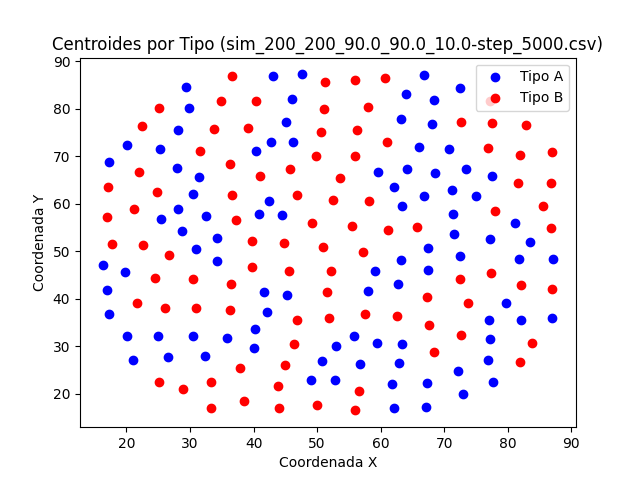 Centroides por Tipo (sim_200_200_90.0_90.0_10.0-step_5000.csv)
90
80
70
60
50
40
30
20
Coordenada Y
Tipo A
Tipo B
20 30 40 50 60 70 80 90
Coordenada X